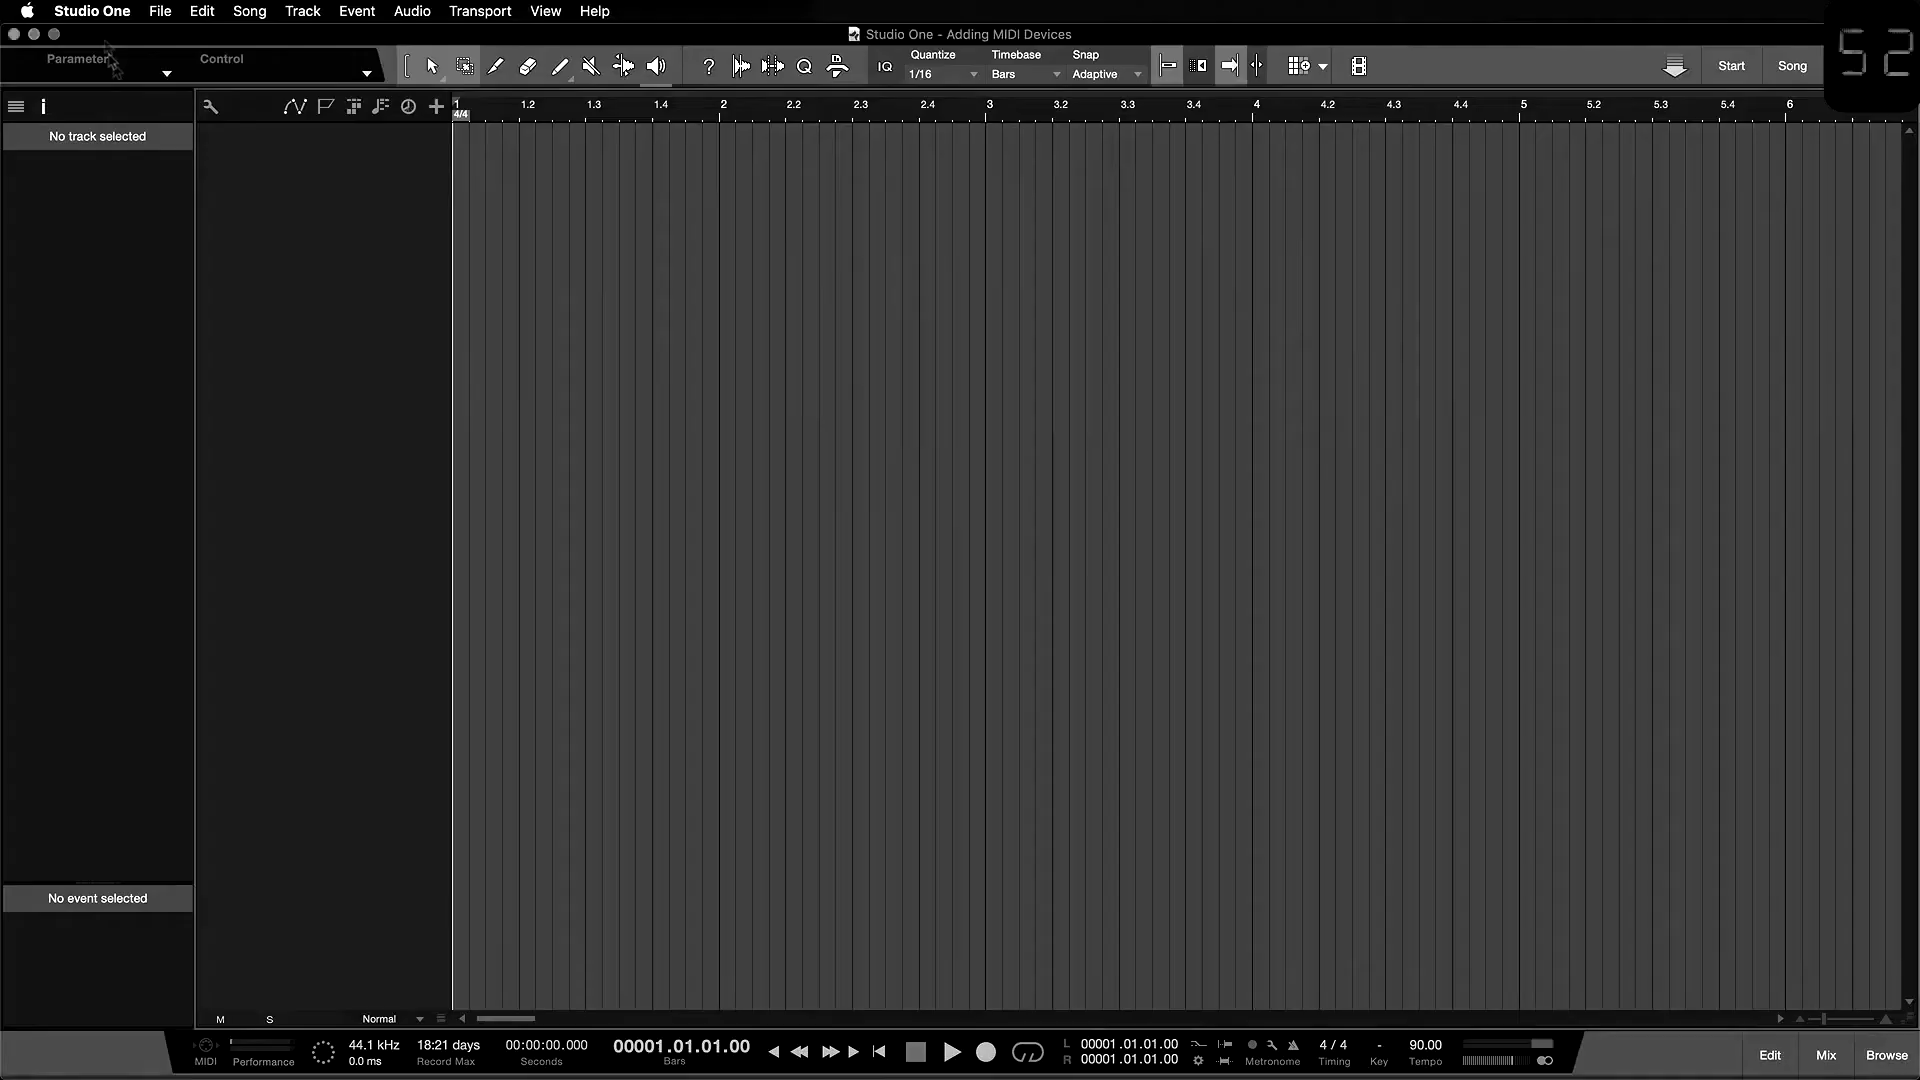 Studio One File Edit Song Track Event Audio Transport View Help
Studio One - Adding MIDI Devices
52
Parameter Control
Quantize Timebase Snap
IQ 1/16 Bars Adaptive
Start Song
i
1 1.2 1.3 1.4 2 2.2 2.3 2.4 3 3.2 3.3 3.4 4 4.2 4.3 4.4 5 5.2 5.3 5.4 6
4/4
No track selected
No event selected
M S Normal
MIDI Performance
44.1 kHz
0.0 ms
18:21 days
Record Max
00:00:00.000
Seconds
00001.01.01.00
Bars
L 00001.01.01.00
R 00001.01.01.00
Metronome
4 / 4
Timing
-
Key
90.00
Tempo
Edit Mix Browse